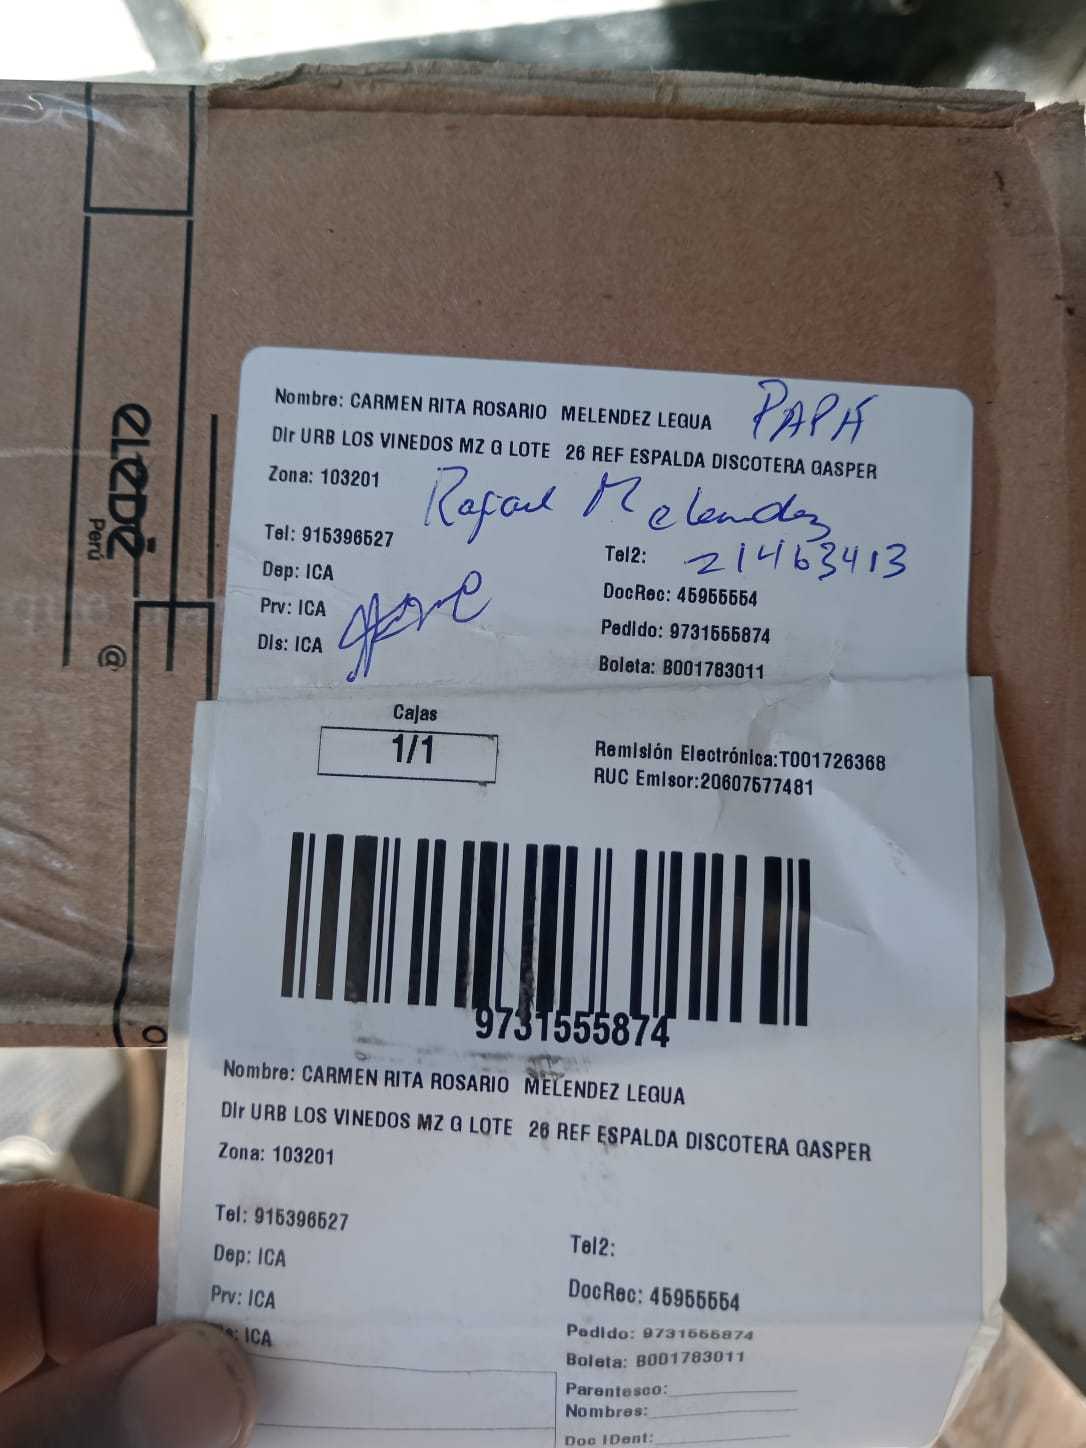 Nombre: CARMEN RITA ROSARIO MELENDEZ LEGUA PAPÁ
Dir URB LOS VINEDOS MZ G LOTE 26 REF ESPALDA DISCOTERA GASPER
Zona: 103201
Rafael Melendez
Tel: 915396527
Tel2: 21463413
Dep: ICA
DocRec: 45955554
Prv: ICA
Pedido: 9731555874
Dis: ICA
Boleta: B001783011
Cajas
1/1
Remisión Electrónica:T001726368
RUC Emisor:20607577481
9731555874
Nombre: CARMEN RITA ROSARIO MELENDEZ LEGUA
Dir URB LOS VINEDOS MZ G LOTE 26 REF ESPALDA DISCOTERA GASPER
Zona: 103201
Tel: 915396527
Tel2:
Dep: ICA
DocRec: 45955554
Prv: ICA
Pedido: 9731555874
: ICA
Boleta: B001783011
Parentesco:
Nombres:
Doc IDent:
Perú
@